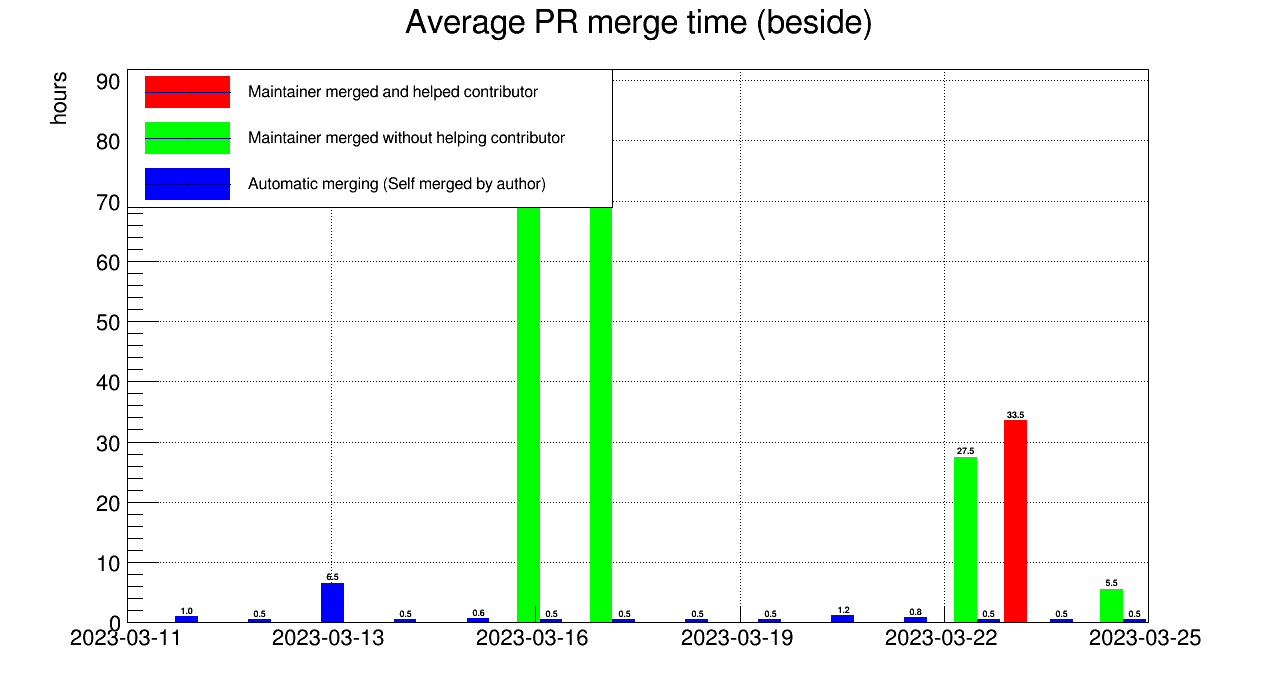 Average PR merge time (beside)
hours
90
80
70
60
50
40
30
20
10
0
Maintainer merged and helped contributor
Maintainer merged without helping contributor
Automatic merging (Self merged by author)
1.0 0.5 6.5 0.5 0.6 0.5 0.5 0.5 0.5 1.2 0.8 27.5 0.5 33.5 0.5 5.5 0.5
2023-03-11 2023-03-13 2023-03-16 2023-03-19 2023-03-22 2023-03-25